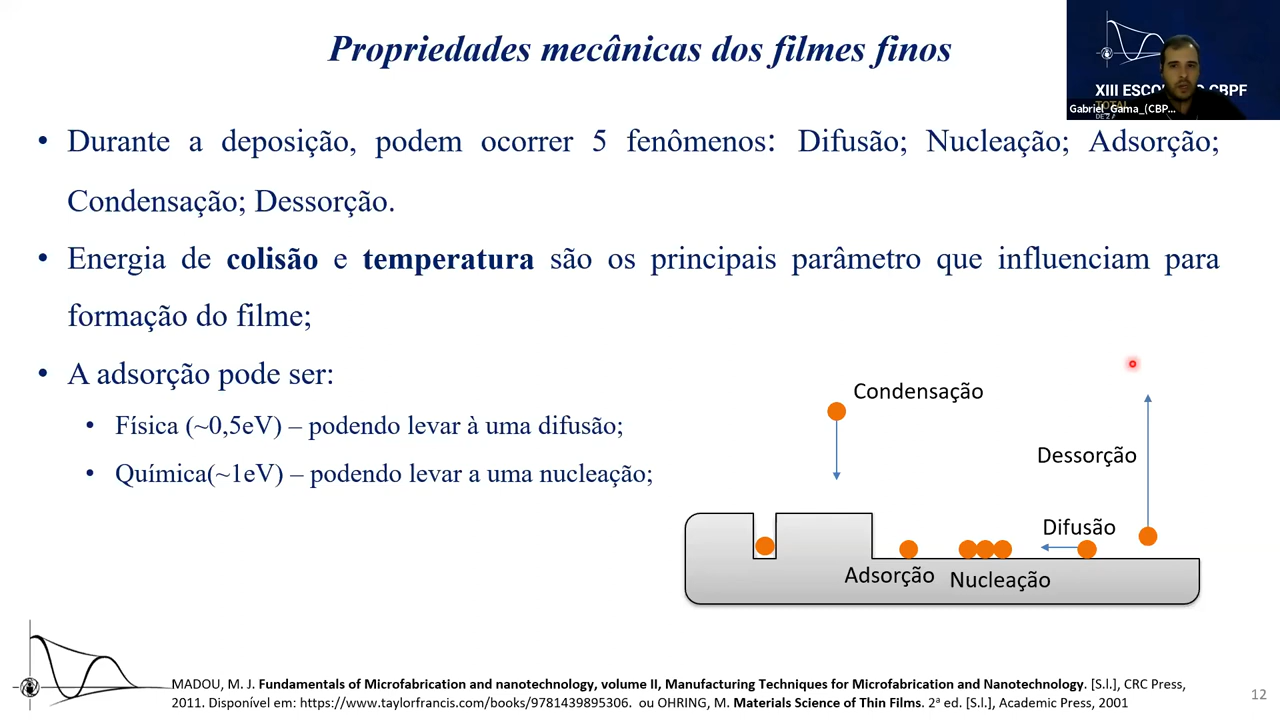 Propriedades mecânicas dos filmes finos
XIII ESCO CBPF
Gabriel_Gama_(CBP...
• Durante a deposição, podem ocorrer 5 fenômenos: Difusão; Nucleação; Adsorção;
Condensação; Dessorção.
• Energia de colisão e temperatura são os principais parâmetro que influenciam para
formação do filme;
• A adsorção pode ser:
• Física (~0,5eV) – podendo levar à uma difusão;
• Química(~1eV) – podendo levar a uma nucleação;
Condensação
Dessorção
Difusão
Adsorção
Nucleação
MADOU, M. J. Fundamentals of Microfabrication and nanotechnology, volume II, Manufacturing Techniques for Microfabrication and Nanotechnology. [S.l.], CRC Press,
2011. Disponível em: https://www.taylorfrancis.com/books/9781439895306. ou OHRING, M. Materials Science of Thin Films. 2ª ed. [S.l.], Academic Press, 2001
12